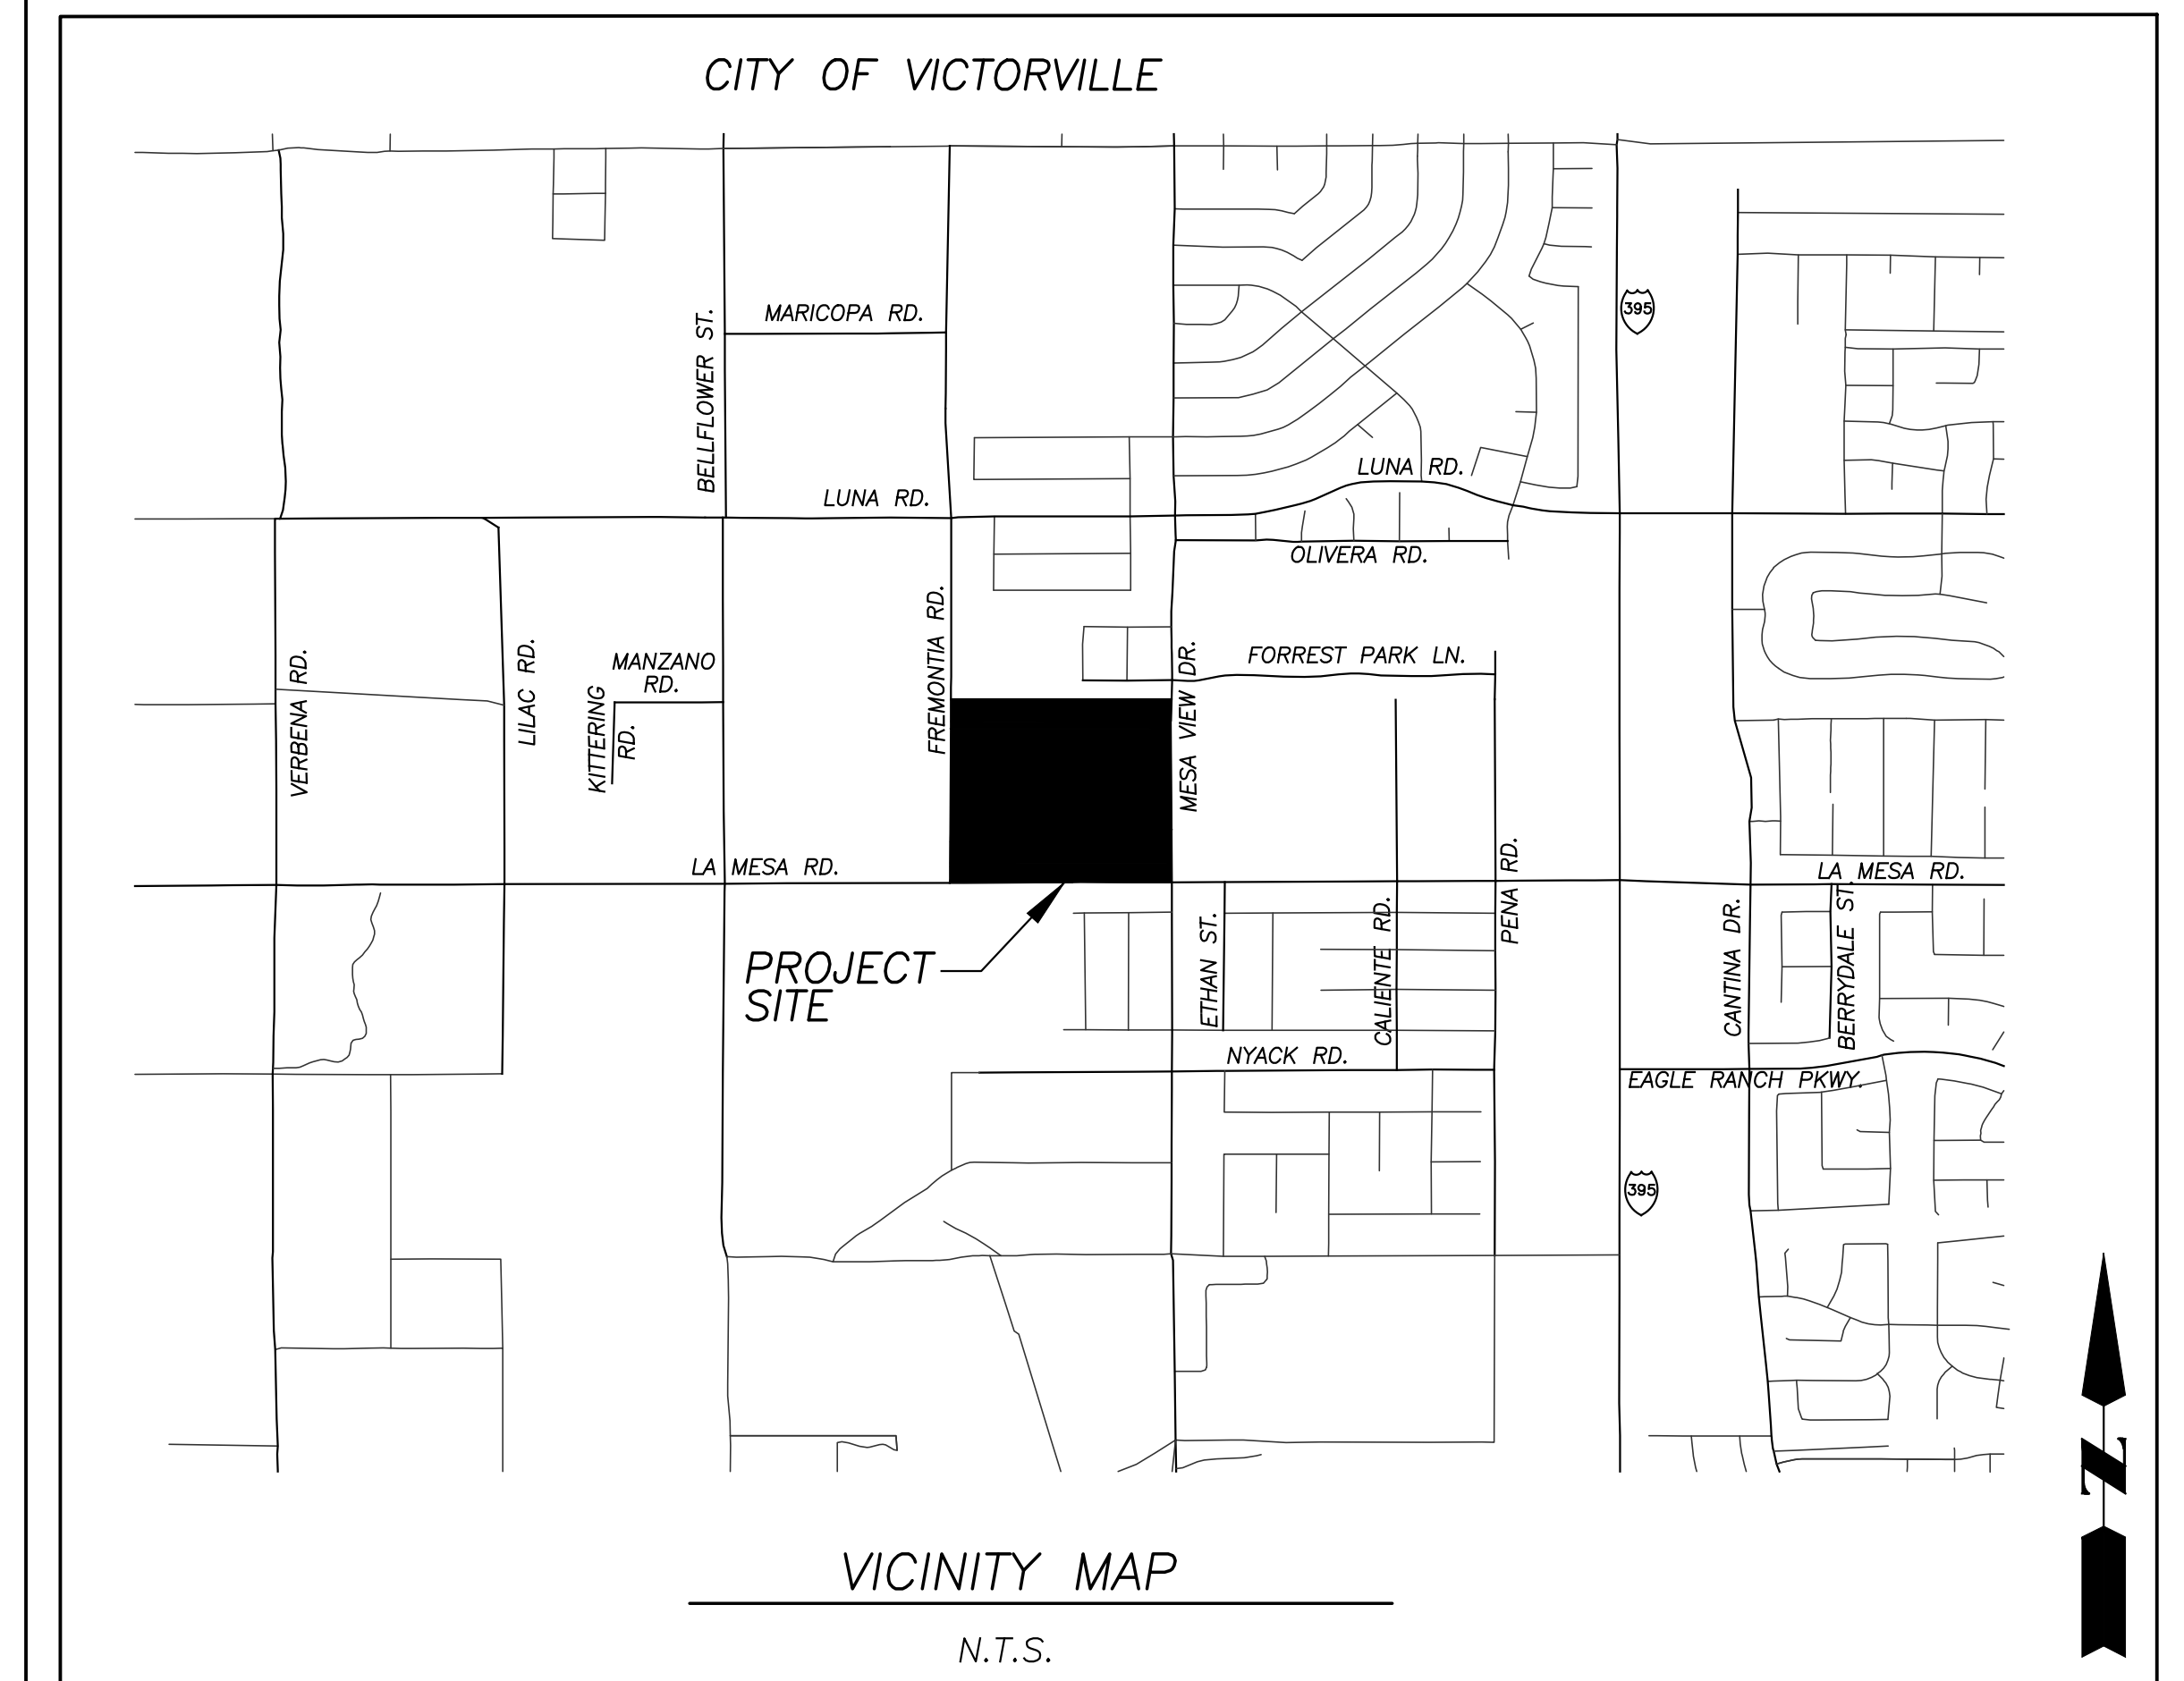 CITY OF VICTORVILLE
395
MARICOPA RD.
BELLFLOWER ST.
LUNA RD.
LUNA RD.
OLIVERA RD.
FREMONTIA RD.
VERBENA RD.
LILAC RD.
KITTERING
RD.
MANZANO
RD.
MESA VIEW DR.
FORREST PARK LN.
LA MESA RD.
PENA RD.
LA MESA RD.
PROJECT
SITE
ETHAN ST.
CALIENTE RD.
CANTINA DR.
BERRYDALE ST.
NYACK RD.
EAGLE RANCH PKWY.
395
N
VICINITY MAP
N.T.S.